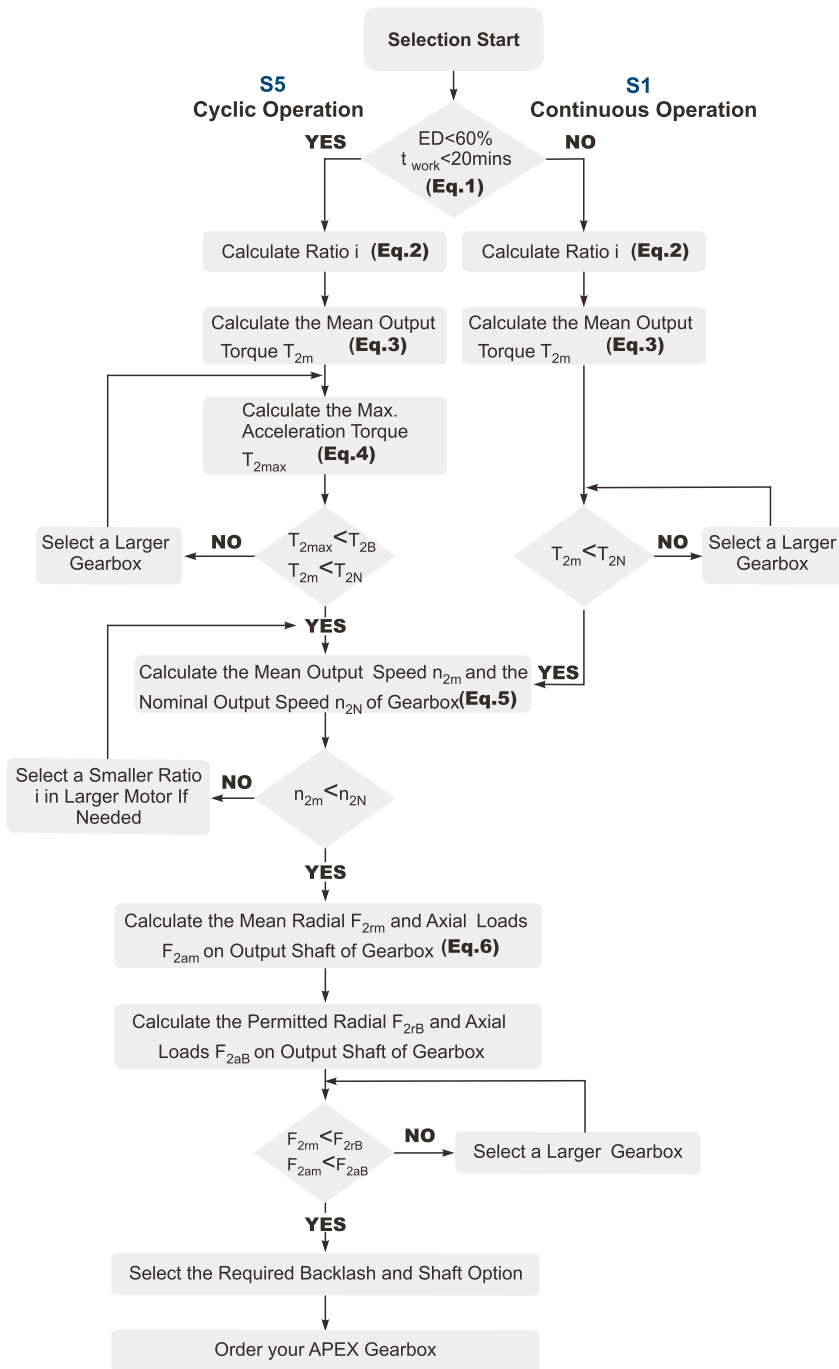 Selection Start
S5
Cyclic Operation
S1
Continuous Operation
YES
ED<60%
t work<20mins
(Eq.1)
NO
Calculate Ratio i (Eq.2)
Calculate Ratio i (Eq.2)
Calculate the Mean Output
Torque T2m (Eq.3)
Calculate the Mean Output
Torque T2m (Eq.3)
Calculate the Max.
Acceleration Torque
T2max (Eq.4)
Select a Larger
Gearbox
NO
T2max<T2B
T2m<T2N
T2m<T2N
NO
Select a Larger
Gearbox
YES
Calculate the Mean Output Speed n2m and the
Nominal Output Speed n2N of Gearbox(Eq.5)
YES
Select a Smaller Ratio
i in Larger Motor If
Needed
NO
n2m<n2N
YES
Calculate the Mean Radial F2rm and Axial Loads
F2am on Output Shaft of Gearbox (Eq.6)
Calculate the Permitted Radial F2rB and Axial
Loads F2aB on Output Shaft of Gearbox
F2rm<F2rB
F2am<F2aB
NO
Select a Larger Gearbox
YES
Select the Required Backlash and Shaft Option
Order your APEX Gearbox